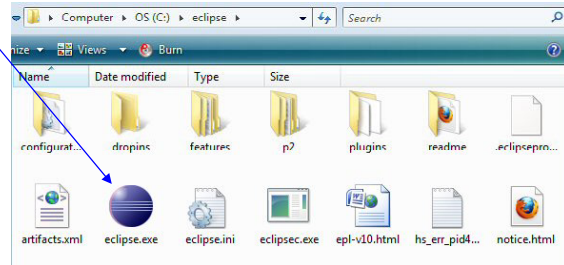 Computer OS (C:) eclipse Search
nize Views Burn
Name Date modified Type Size
configurat... dropins features p2 plugins readme .eclipsepro...
artifacts.xml eclipse.exe eclipse.ini eclipsec.exe epl-v10.html hs_err_pid4... notice.html